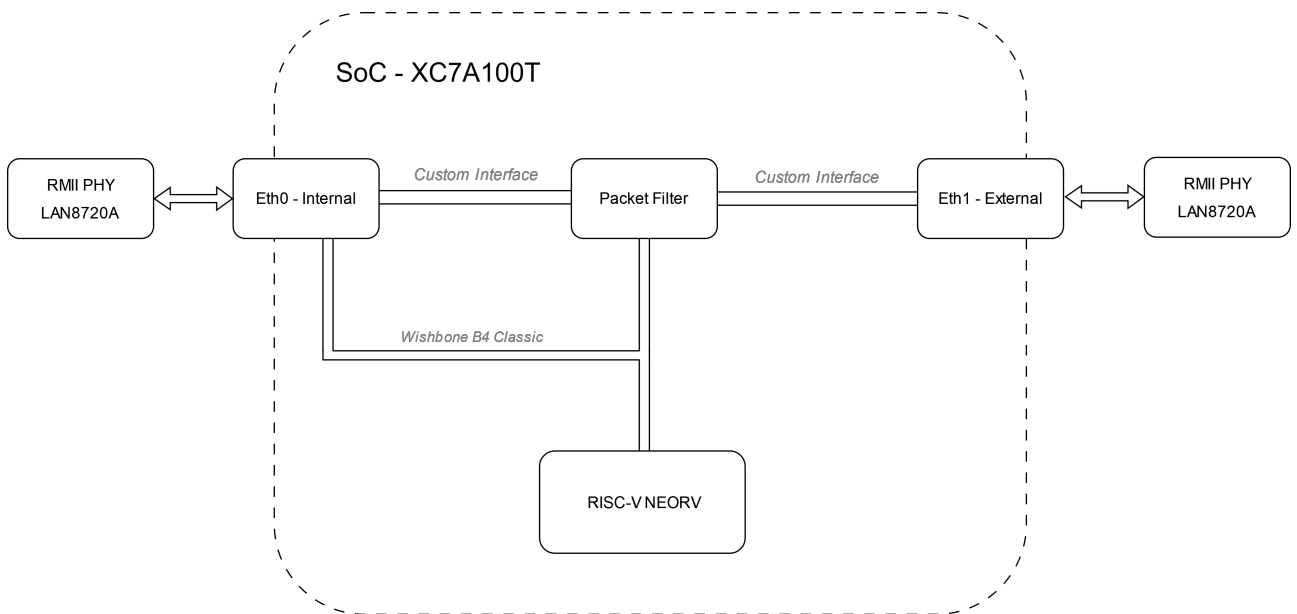 SoC - XC7A100T
RMII PHY
LAN8720A
Eth0 - Internal
Custom Interface
Packet Filter
Custom Interface
Eth1 - External
RMII PHY
LAN8720A
Wishbone B4 Classic
RISC-V NEORV